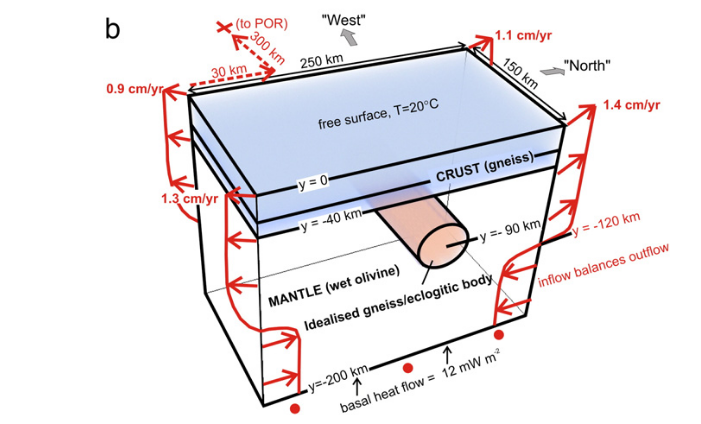 b
(to POR)
"West"
300 km
30 km
250 km
1.1 cm/yr
150 km
"North"
0.9 cm/yr
1.4 cm/yr
free surface, T=20°C
CRUST (gneiss)
y = 0
1.3 cm/yr
y = -40 km
y =- 90 km
y = -120 km
inflow balances outflow
MANTLE (wet olivine)
Idealised gneiss/eclogitic body
y=-200 km
basal heat flow = 12 mW m-2